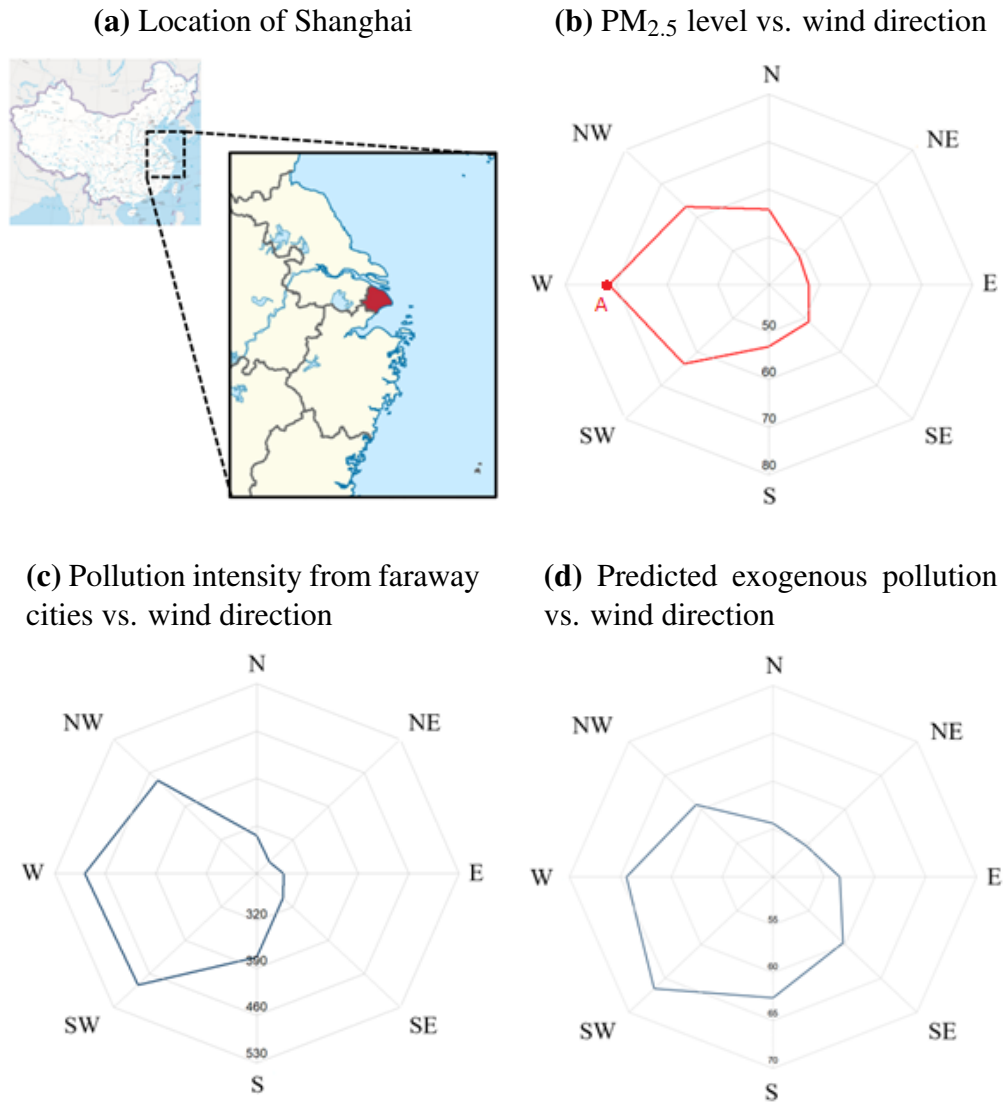 (a) Location of Shanghai
(b) PM2.5 level vs. wind direction
N
NW
NE
W
E
A
50
60
SW
SE
70
80
S
(c) Pollution intensity from faraway
cities vs. wind direction
(d) Predicted exogenous pollution
vs. wind direction
N
NW
NE
W
E
320
390
SW
SE
460
530
S
N
NW
NE
W
E
55
60
SW
SE
65
70
S